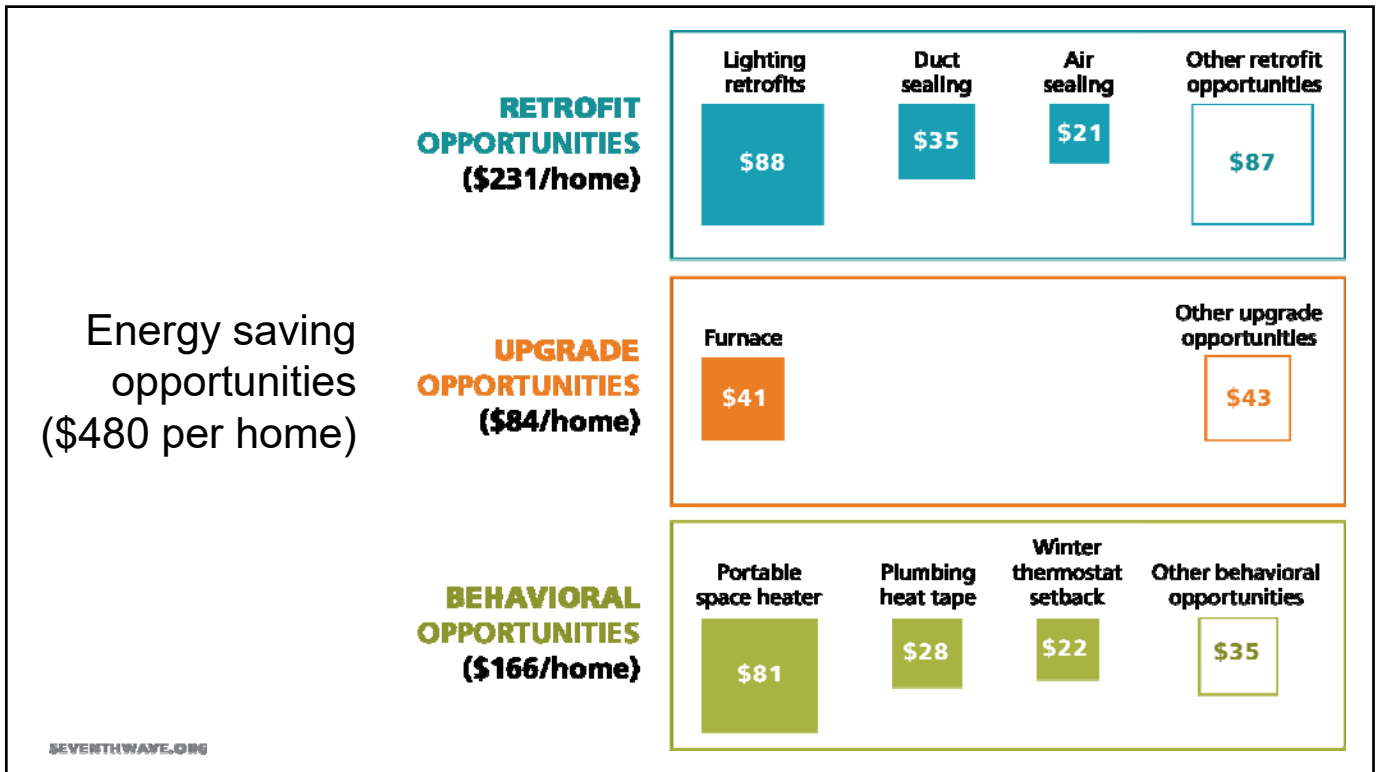 Energy saving
opportunities
($480 per home)
RETROFIT
OPPORTUNITIES
($231/home)
Lighting
retrofits
$88
Duct
sealing
$35
Air
sealing
$21
Other retrofit
opportunities
$87
UPGRADE
OPPORTUNITIES
($84/home)
Furnace
$41
Other upgrade
opportunities
$43
BEHAVIORAL
OPPORTUNITIES
($166/home)
Portable
space heater
$81
Plumbing
heat tape
$28
Winter
thermostat
setback
$22
Other behavioral
opportunities
$35
SEVENTHWAVE.ORG